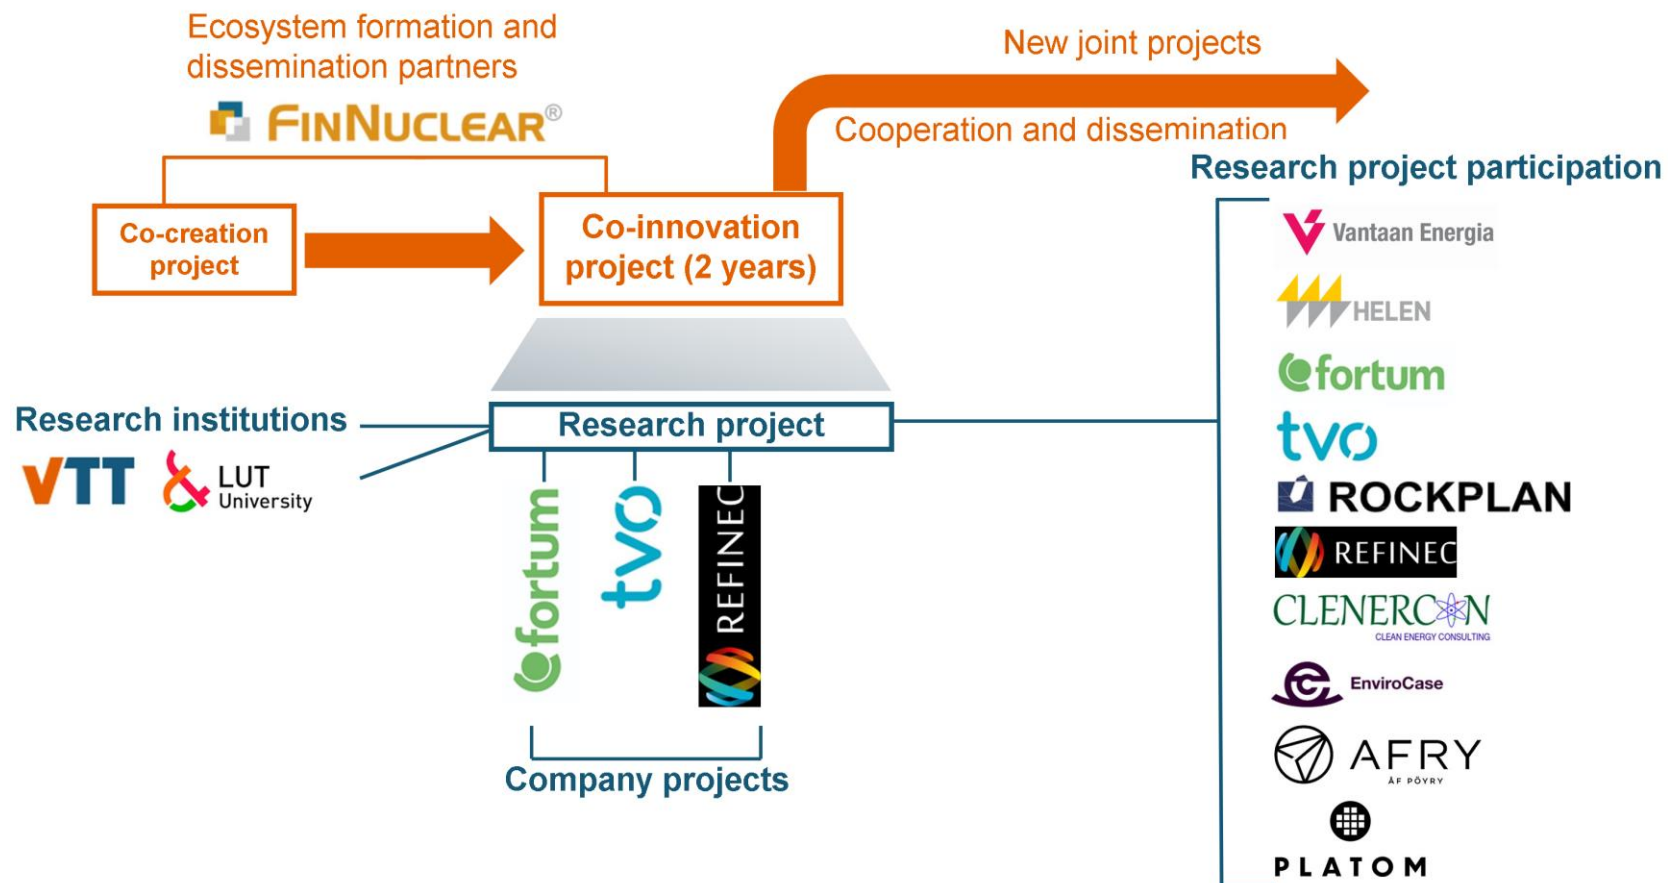 Ecosystem formation and
dissemination partners
FINNUCLEAR®
New joint projects
Cooperation and dissemination
Research project participation
Co-creation
project
Co-innovation
project (2 years)
Vantaan Energia
HELEN
fortum
tvo
ROCKPLAN
REFINEC
CLENERCON
CLEAN ENERGY CONSULTING
EnviroCase
AFRY
ÅF PÖYRY
PLATOM
Research institutions
VTT
LUT
University
Research project
fortum
tvo
REFINEC
Company projects